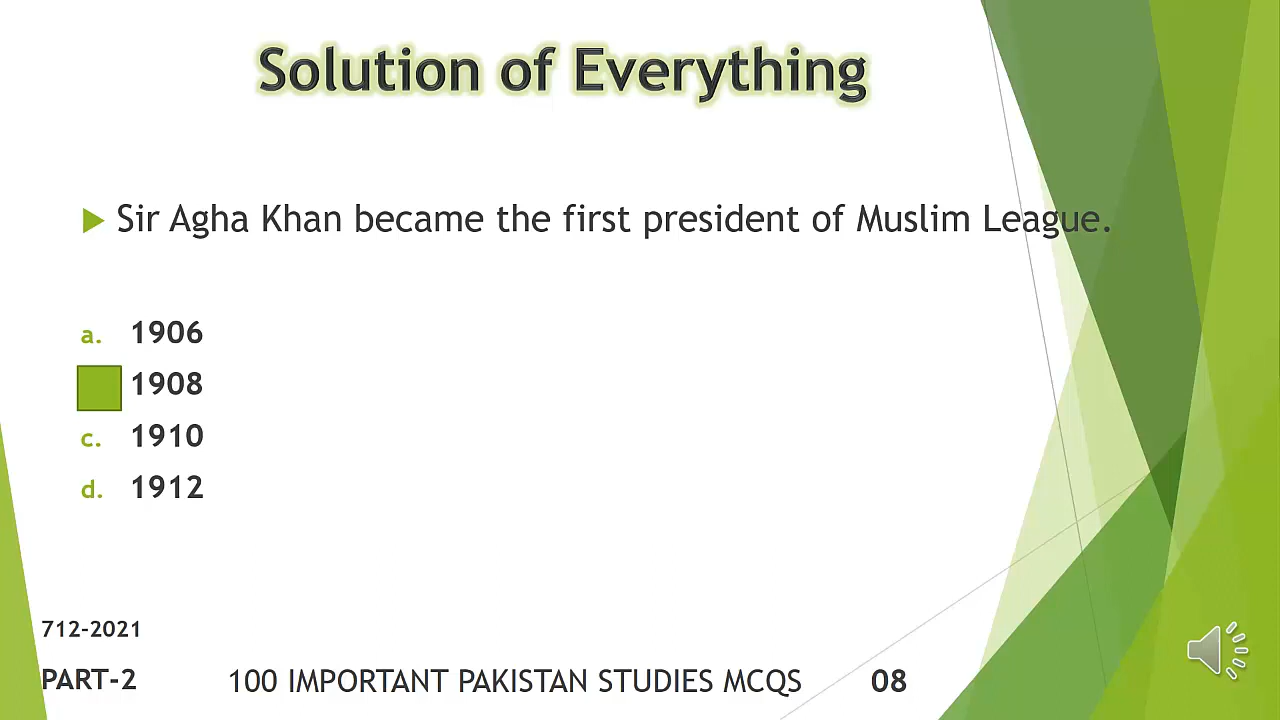 Solution of Everything
Sir Agha Khan became the first president of Muslim League.
a. 1906
1908
c. 1910
d. 1912
712-2021
PART-2 100 IMPORTANT PAKISTAN STUDIES MCQS 08